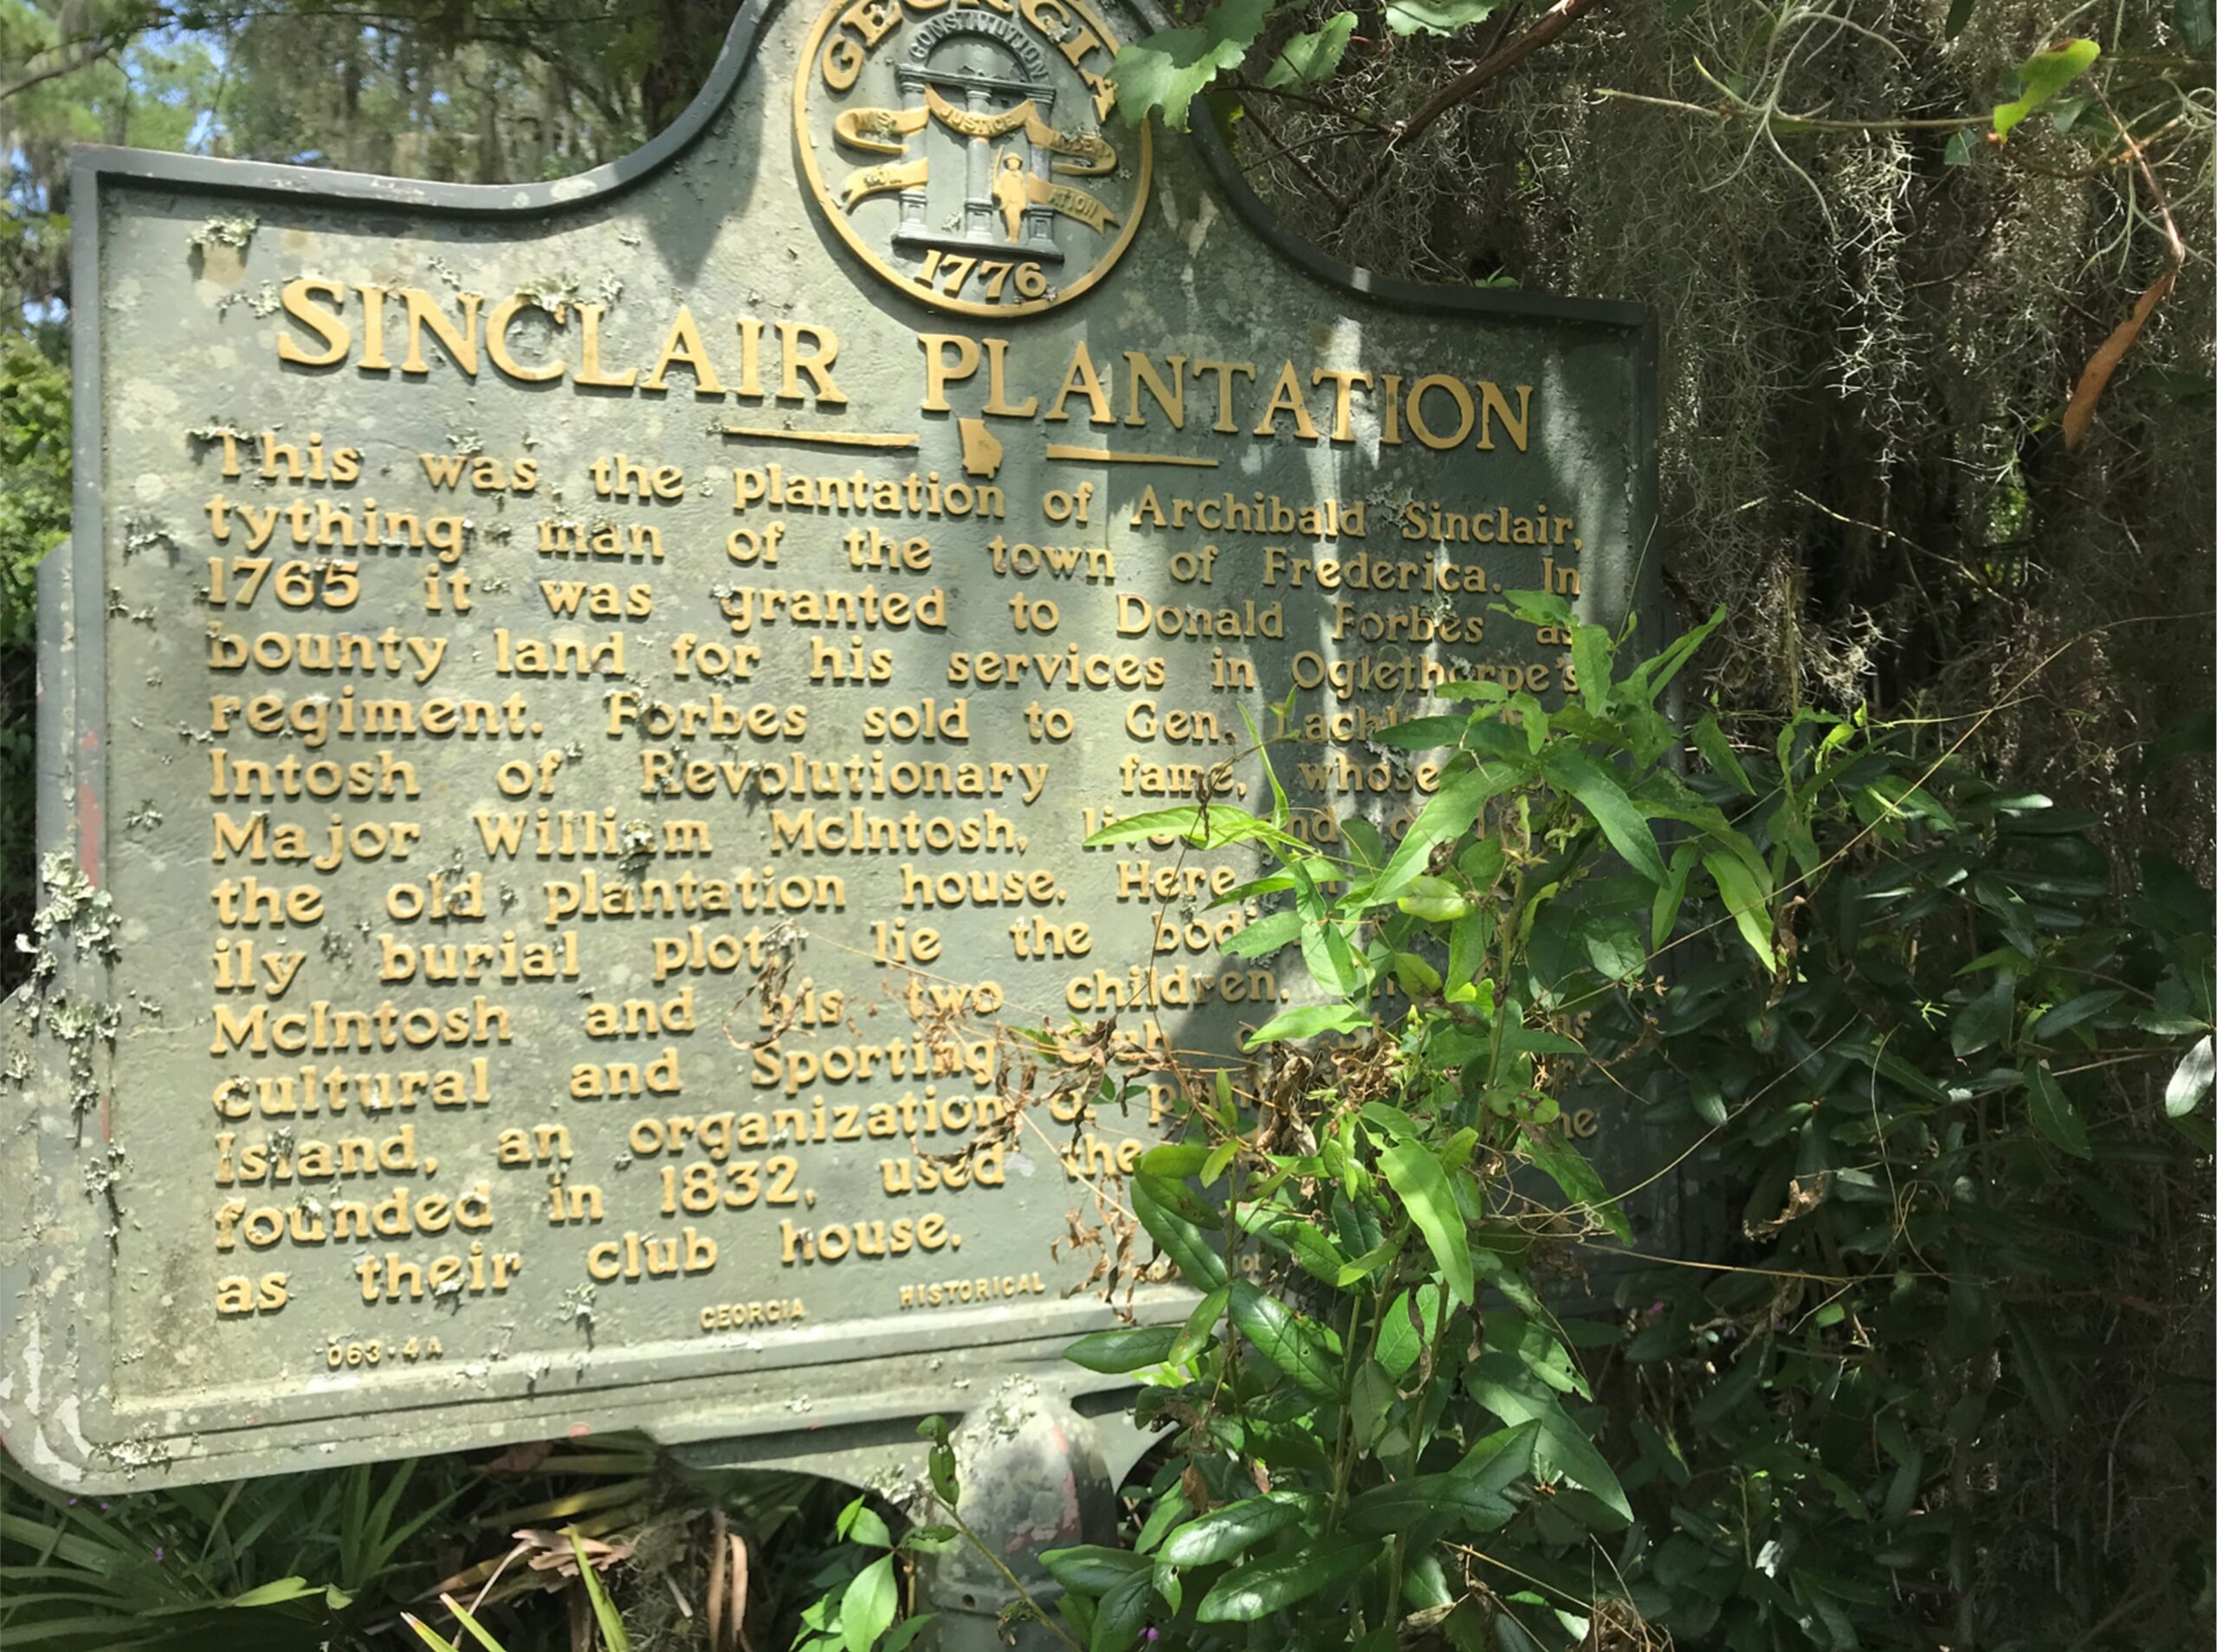 GEORGIA
CONSTITUTION
JUSTICE
1776
SINCLAIR PLANTATION
This was the plantation of Archibald Sinclair,
tything man of the town of Frederica. In
1765 it was granted to Donald Forbes as
bounty land for his services in Oglethorpe's
regiment. Forbes sold to Gen.
Intosh of Revolutionary fame, whose
Major William McIntosh,
the old plantation house. Here
ily burial plot, lie the
McIntosh and his two children.
cultural and Sporting
Island, an organization
founded in 1832, used the
as their club house.
063-4A GEORGIA HISTORICAL